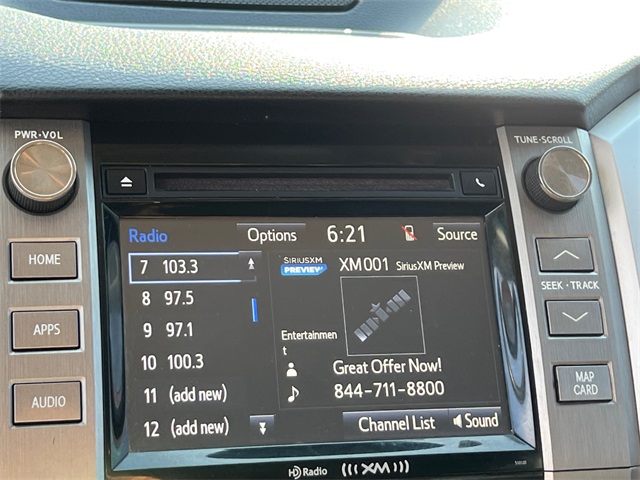 PWR•VOL
TUNE•SCROLL
HOME
APPS
AUDIO
Radio
Options
6:21
Source
7 103.3
8 97.5
9 97.1
10 100.3
11 (add new)
12 (add new)
SIRIUSXM
PREVIEW
XM001 SiriusXM Preview
Entertainmen
t
Great Offer Now!
844-711-8800
Channel List
Sound
SEEK•TRACK
MAP
CARD
HD Radio
(((XM)))